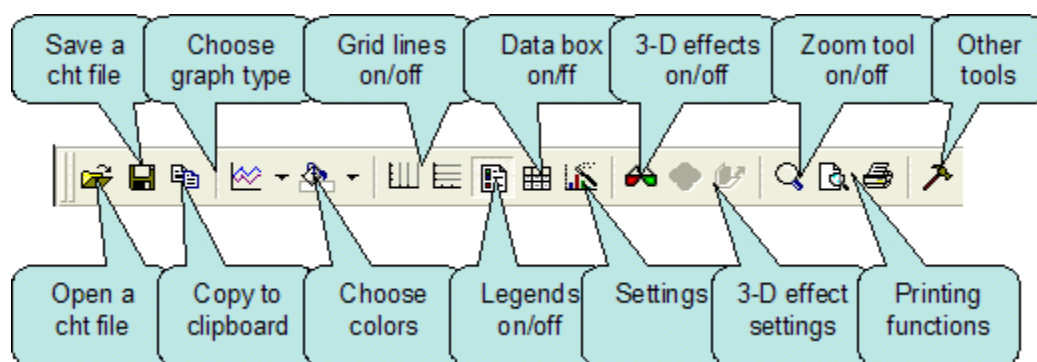 Save a
cht file
Choose
graph type
Grid lines
on/off
Data box
on/ff
3-D effects
on/off
Zoom tool
on/off
Other
tools
Open a
cht file
Copy to
clipboard
Choose
colors
Legends
on/off
Settings
3-D effect
settings
Printing
functions